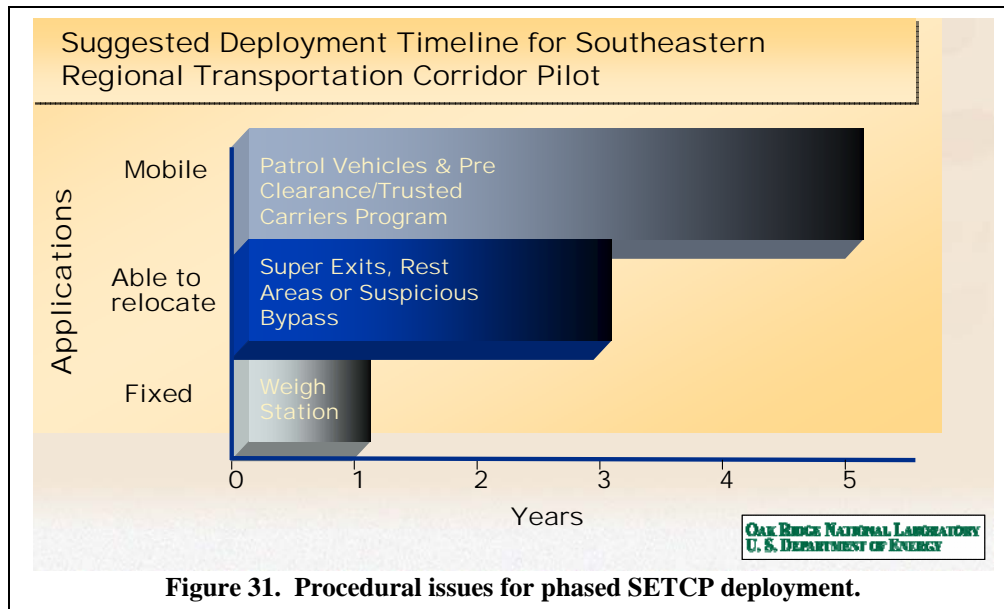 Suggested Deployment Timeline for Southeastern
Regional Transportation Corridor Pilot
Applications
Mobile
Patrol Vehicles & Pre
Clearance/Trusted
Carriers Program
Able to
relocate
Super Exits, Rest
Areas or Suspicious
Bypass
Fixed
Weigh
Station
0 1 2 3 4 5
Years
OAK RIDGE NATIONAL LABORATORY
U. S. DEPARTMENT OF ENERGY
Figure 31. Procedural issues for phased SETCP deployment.